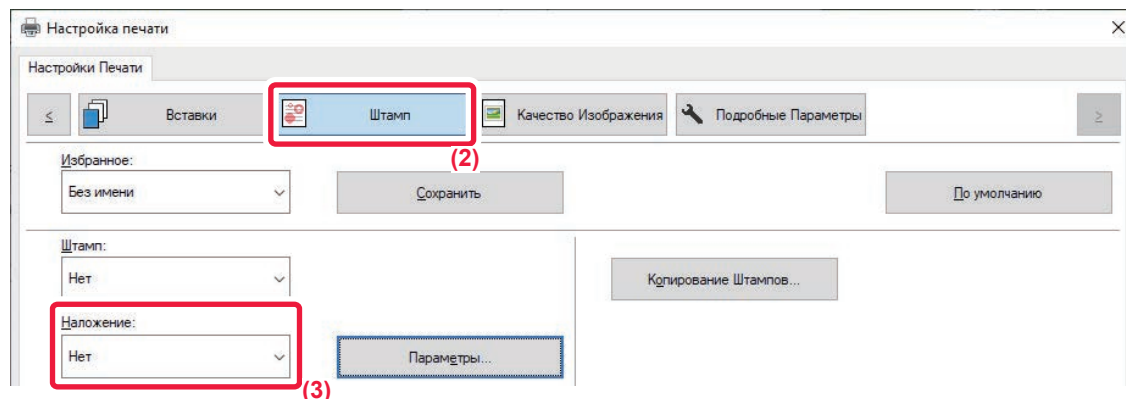 Настройка печати
Настройки Печати
≤ Вставки Штамп Качество Изображения Подробные Параметры ≥
(2)
Избранное:
Без имени Сохранить По умолчанию
Штамп:
Нет Копирование Штампов...
Наложение:
Нет Параметры...
(3)